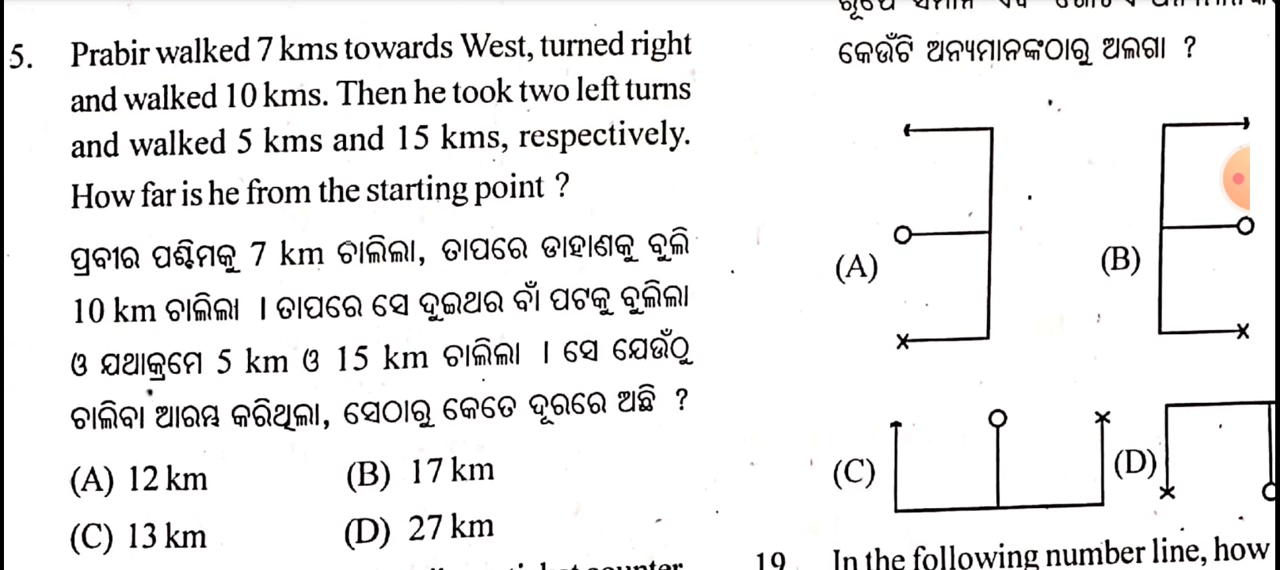 5. Prabir walked 7 kms towards West, turned right
and walked 10 kms. Then he took two left turns
and walked 5 kms and 15 kms, respectively.
How far is he from the starting point ?
ପ୍ରବୀର ପଶ୍ଚିମକୁ 7 km ଚାଲିଲା, ତାପରେ ଡାହାଣକୁ ବୁଲି
10 km ଚାଲିଲା । ତାପରେ ସେ ଦୁଇଥର ବାଁ ପଟକୁ ବୁଲିଲା
ଓ ଯଥାକ୍ରମେ 5 km ଓ 15 km ଚାଲିଲା । ସେ ଯେଉଁଠୁ
ଚାଲିବା ଆରମ୍ଭ କରିଥିଲା, ସେଠାରୁ କେତେ ଦୂରରେ ଅଛି ?
(A) 12 km (B) 17 km
(C) 13 km (D) 27 km
କେଉଁଟି ଅନ୍ୟମାନଙ୍କଠାରୁ ଅଲଗା ?
(A) (B)
(C) (D)
19 In the following number line, how